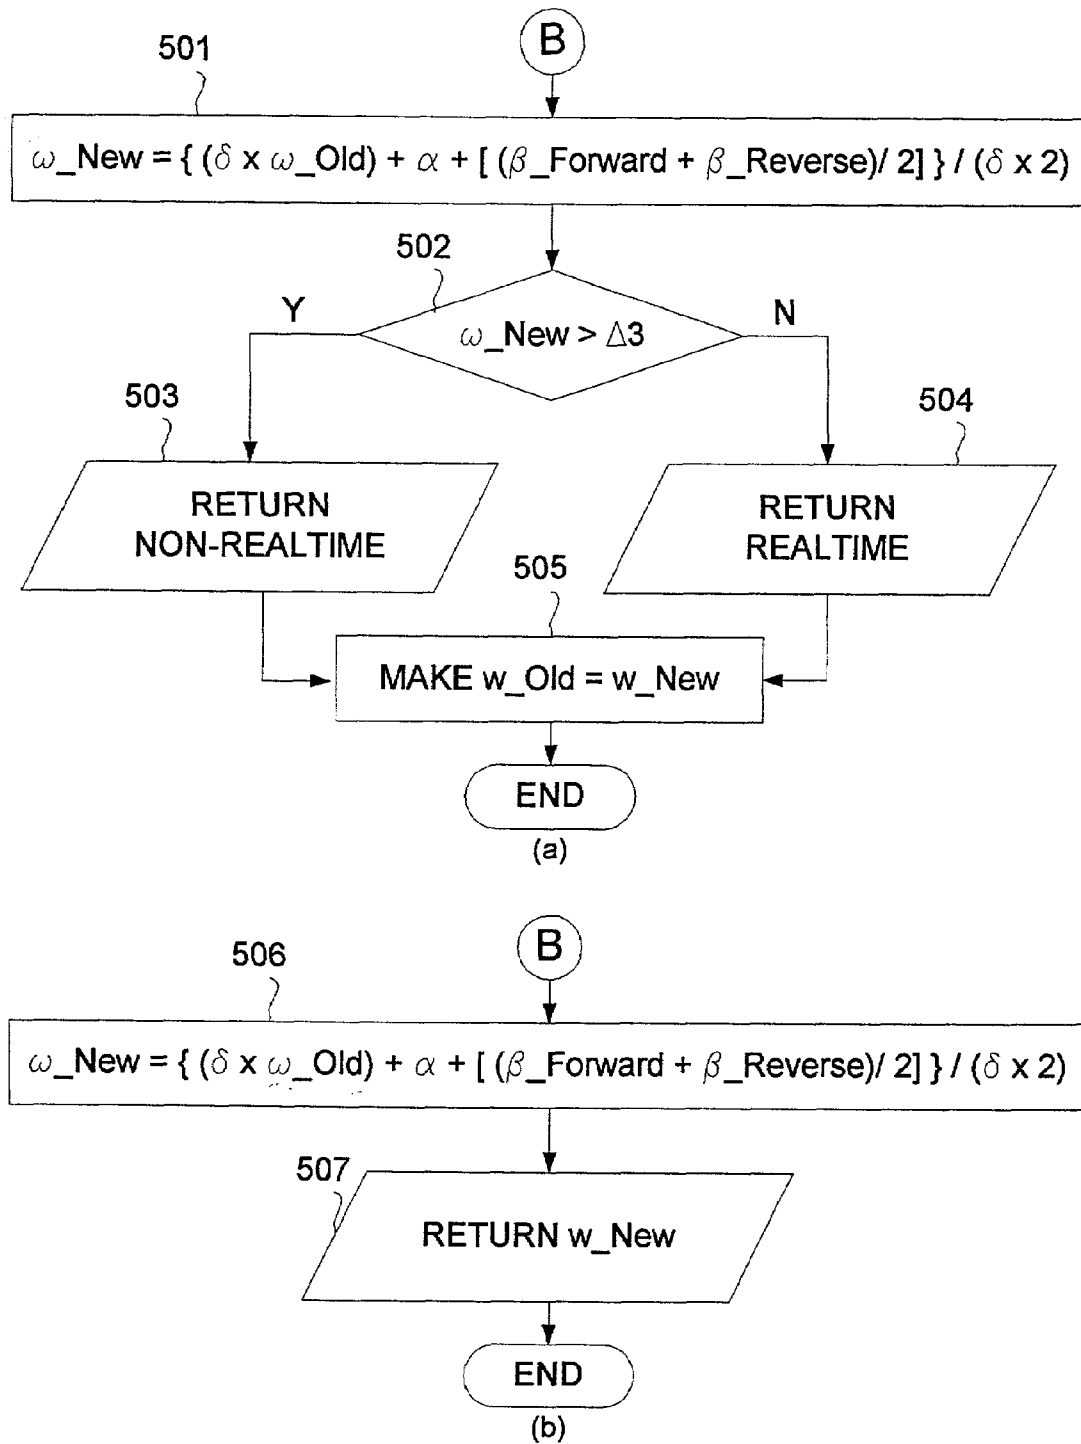 B
501
ω_New = { (δ x ω_Old) + α + [ (β_Forward + β_Reverse)/ 2] } / (δ x 2)
502
Y
N
ω_New > Δ3
503
504
RETURN
NON-REALTIME
RETURN
REALTIME
505
MAKE w_Old = w_New
END
(a)
B
506
ω_New = { (δ x ω_Old) + α + [ (β_Forward + β_Reverse)/ 2] } / (δ x 2)
507
RETURN w_New
END
(b)